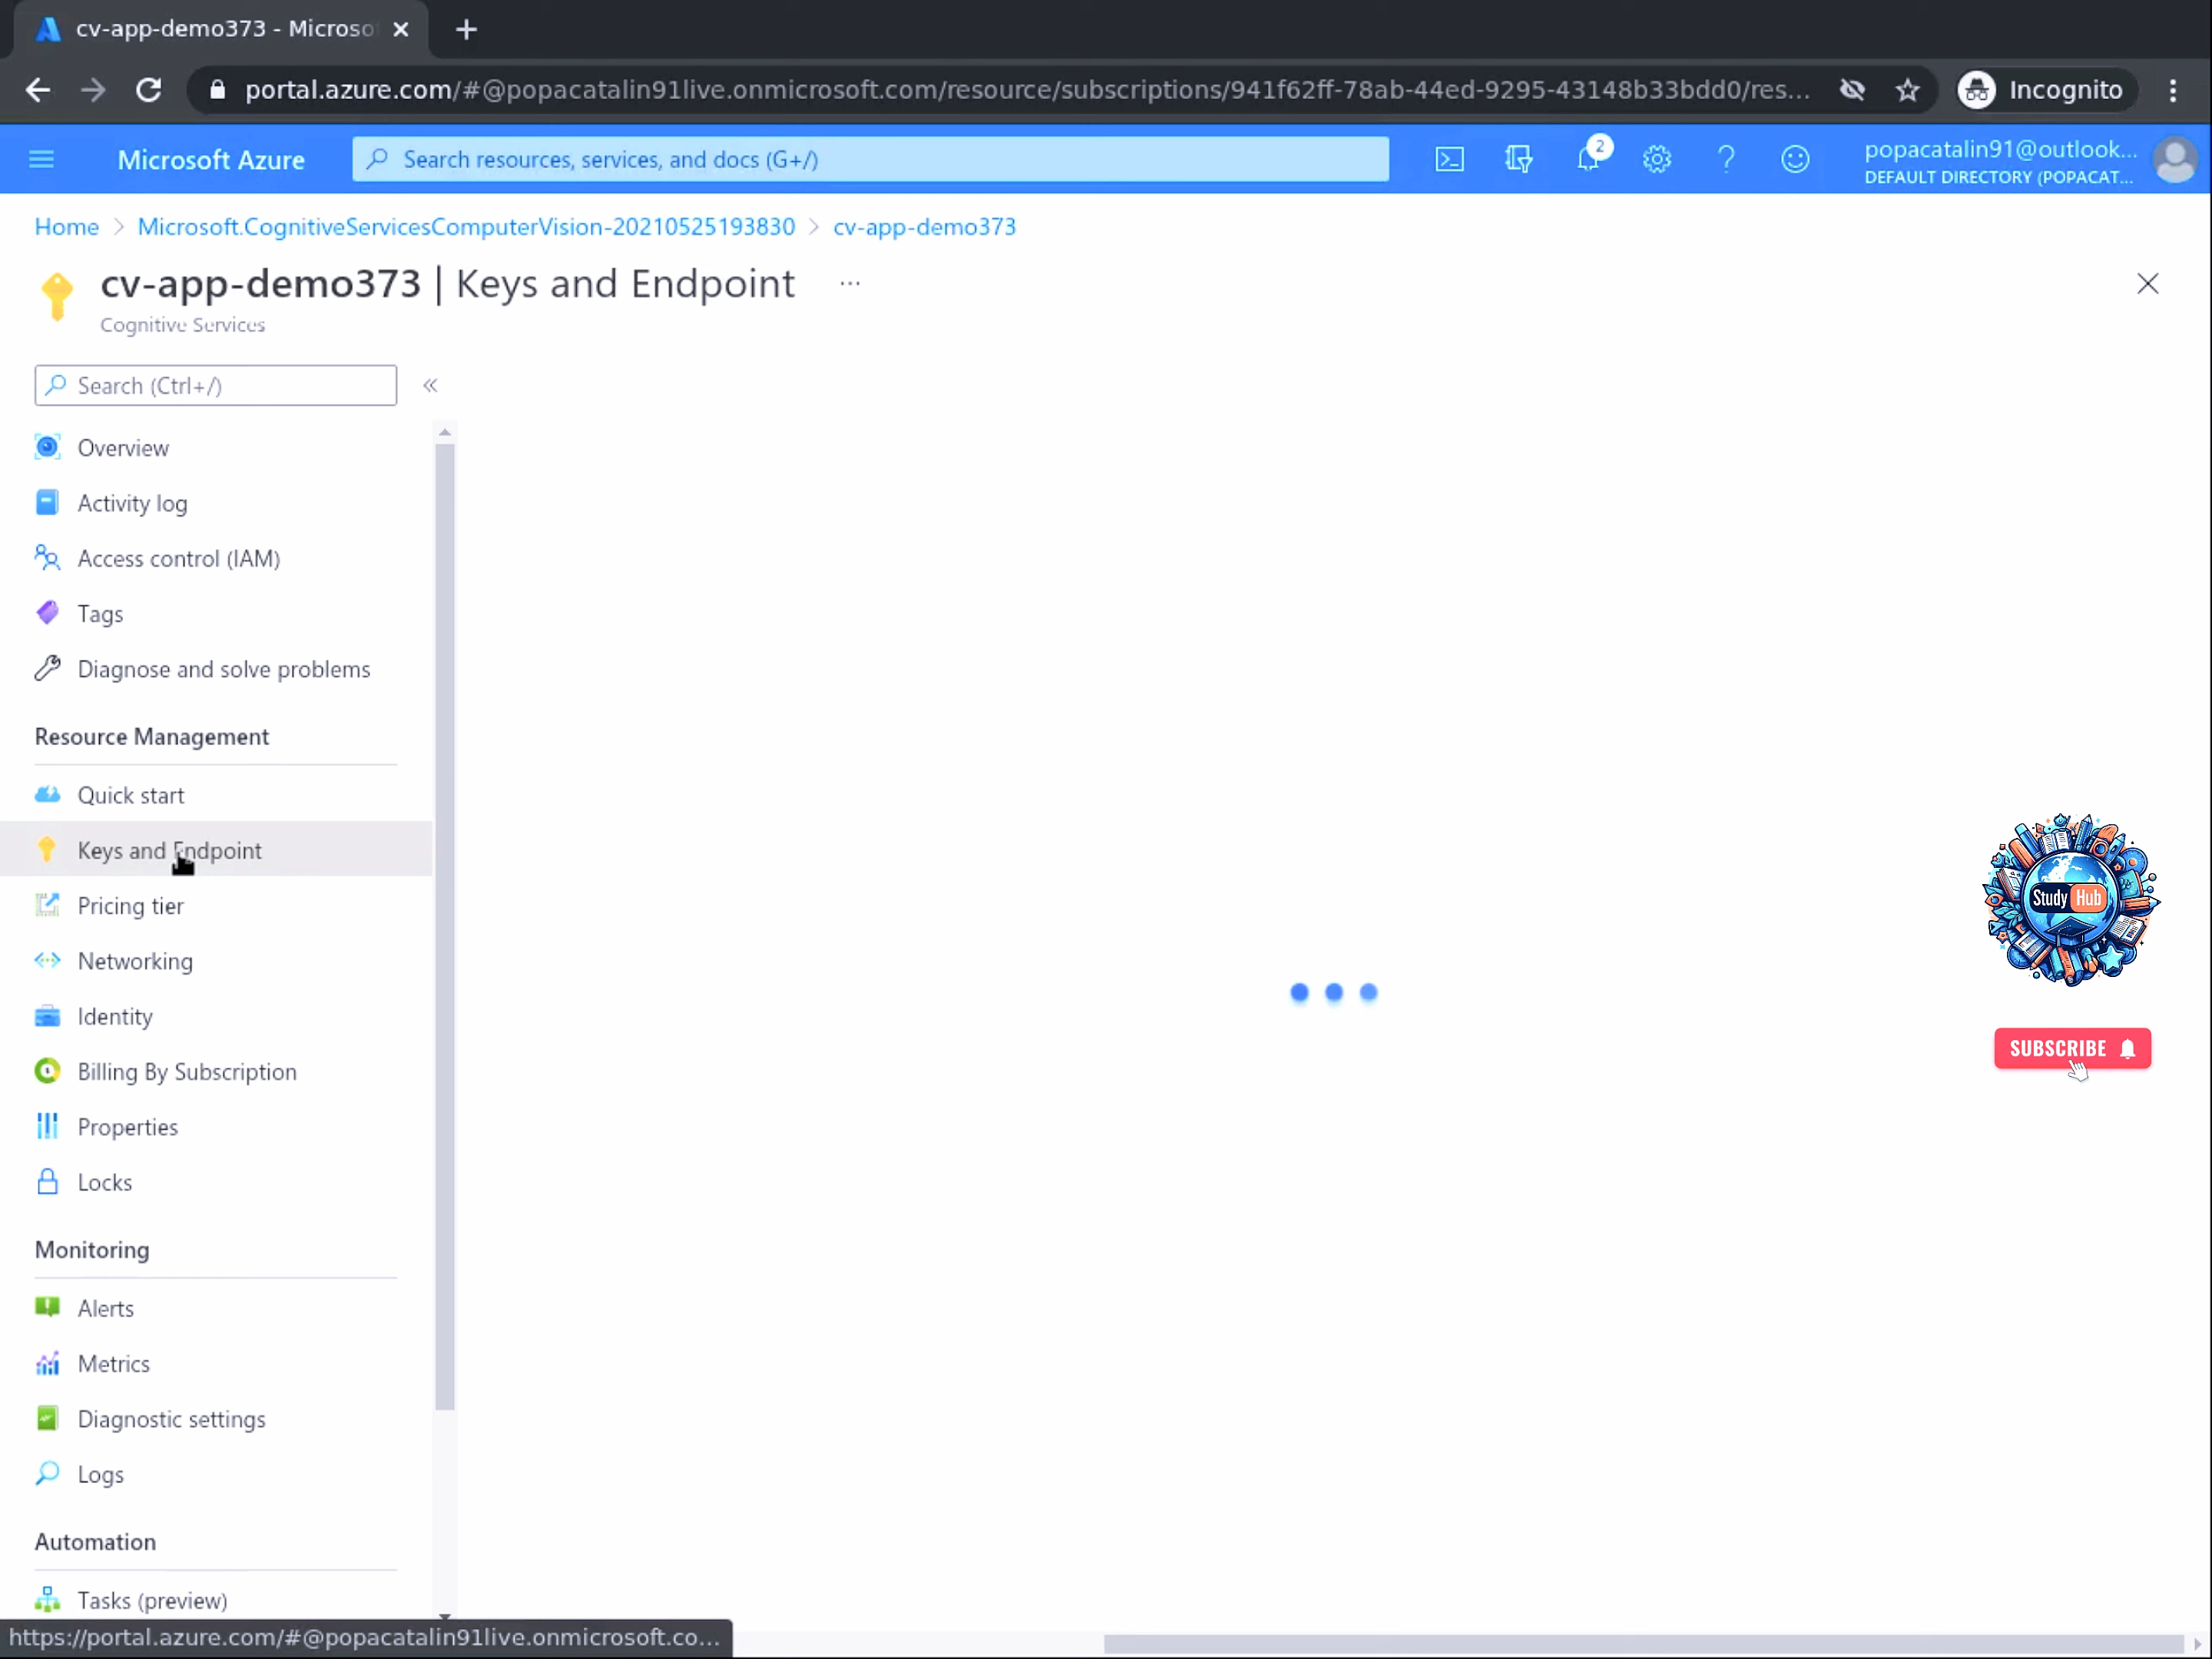 cv-app-demo373 - Microso
portal.azure.com/#@popacatalin91live.onmicrosoft.com/resource/subscriptions/941f62ff-78ab-44ed-9295-43148b33bdd0/res...
Incognito
Microsoft Azure
Search resources, services, and docs (G+/)
2
popacatalin91@outlook...
DEFAULT DIRECTORY (POPACAT...
Home > Microsoft.CognitiveServicesComputerVision-20210525193830 > cv-app-demo373
cv-app-demo373 | Keys and Endpoint ...
Cognitive Services
Search (Ctrl+/)
Overview
Activity log
Access control (IAM)
Tags
Diagnose and solve problems
Resource Management
Quick start
Keys and Endpoint
Pricing tier
Networking
Identity
Billing By Subscription
Properties
Locks
Monitoring
Alerts
Metrics
Diagnostic settings
Logs
Automation
Tasks (preview)
https://portal.azure.com/#@popacatalin91live.onmicrosoft.co...
Study Hub
SUBSCRIBE